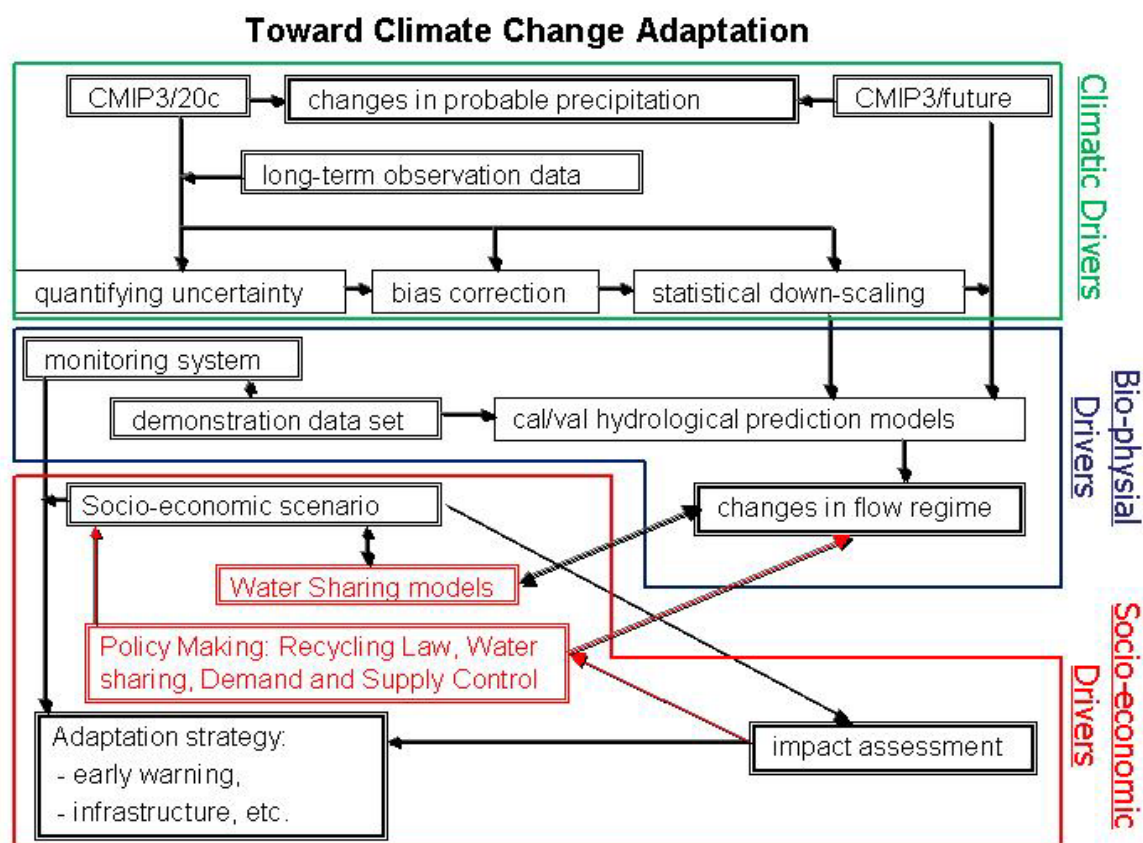 Toward Climate Change Adaptation
CMIP3/20c
changes in probable precipitation
CMIP3/future
long-term observation data
quantifying uncertainty
bias correction
statistical down-scaling
Climatic Drivers
monitoring system
demonstration data set
cal/val hydrological prediction models
changes in flow regime
Bio-physial
Drivers
Socio-economic scenario
Water Sharing models
Policy Making: Recycling Law, Water
sharing, Demand and Supply Control
Adaptation strategy:
- early warning,
- infrastructure, etc.
impact assessment
Socio-economic
Drivers